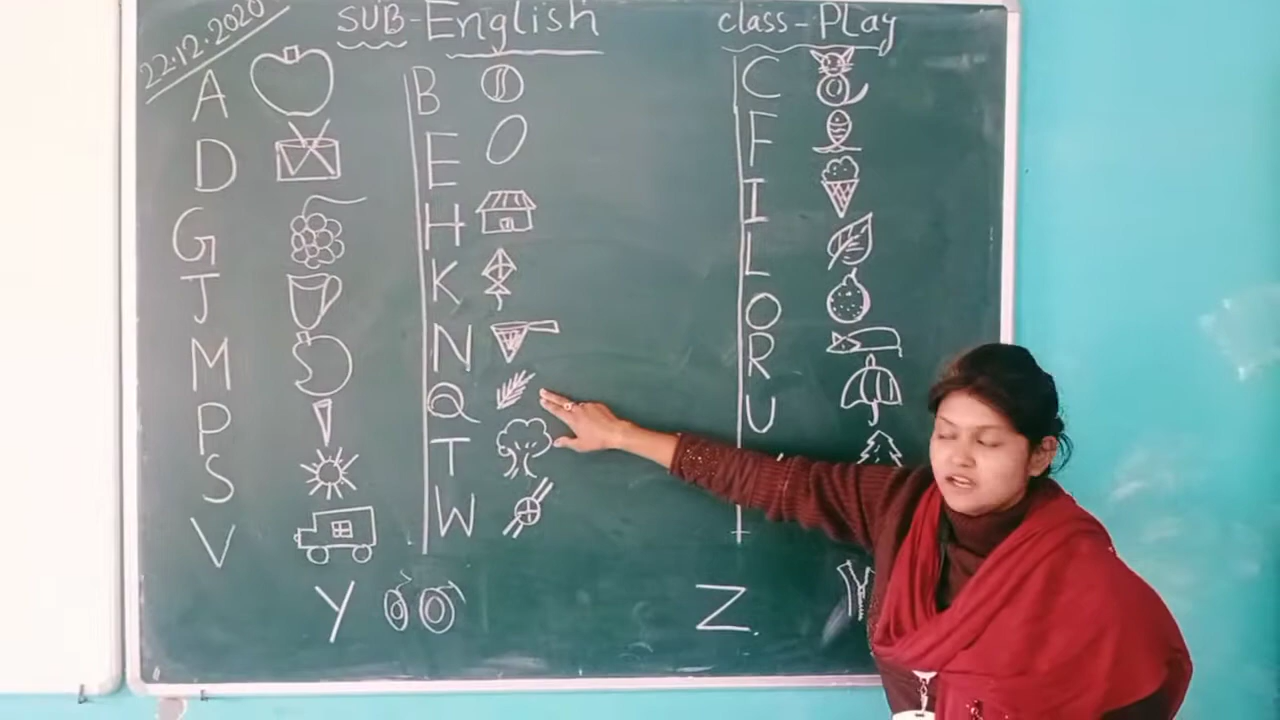 22.12.2020
SUB-English
class-Play
A B C
D E F
G H I
J K L
M N O
P Q R
S T U
V W
Y Z